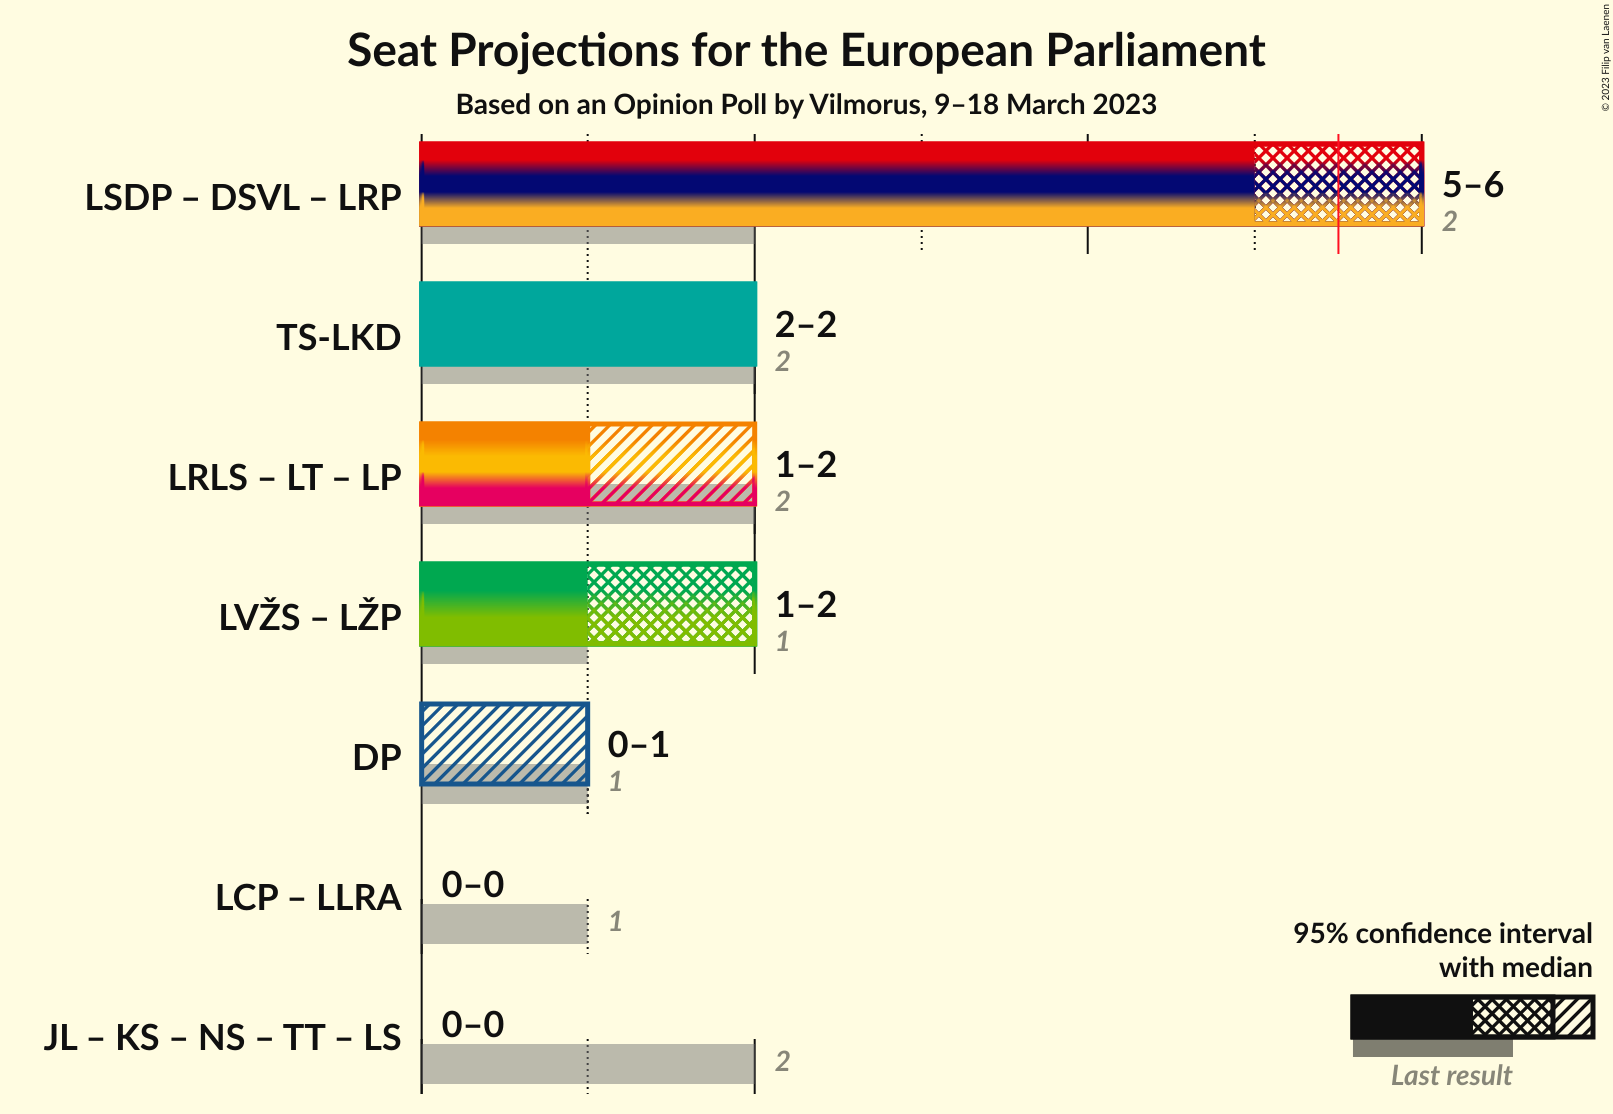 Seat Projections for the European Parliament
Based on an Opinion Poll by Vilmorus, 9–18 March 2023
© 2023 Filip van Laenen
LSDP – DSVL – LRP
5–6
2
TS-LKD
2–2
2
LRLS – LT – LP
1–2
2
LVŽS – LŽP
1–2
1
DP
0–1
1
LCP – LLRA
0–0
1
JL – KS – NS – TT – LS
0–0
2
95% confidence interval
with median
Last result